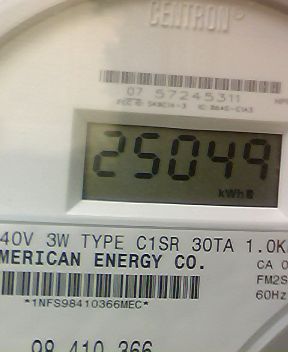 CENTRON®
07 57245311
25049
kWh
40V 3W TYPE C1SR 30TA 1.0K
MERICAN ENERGY CO.
CA 0
FM2S
*1NFS98410366MEC*
60Hz
98 410 366